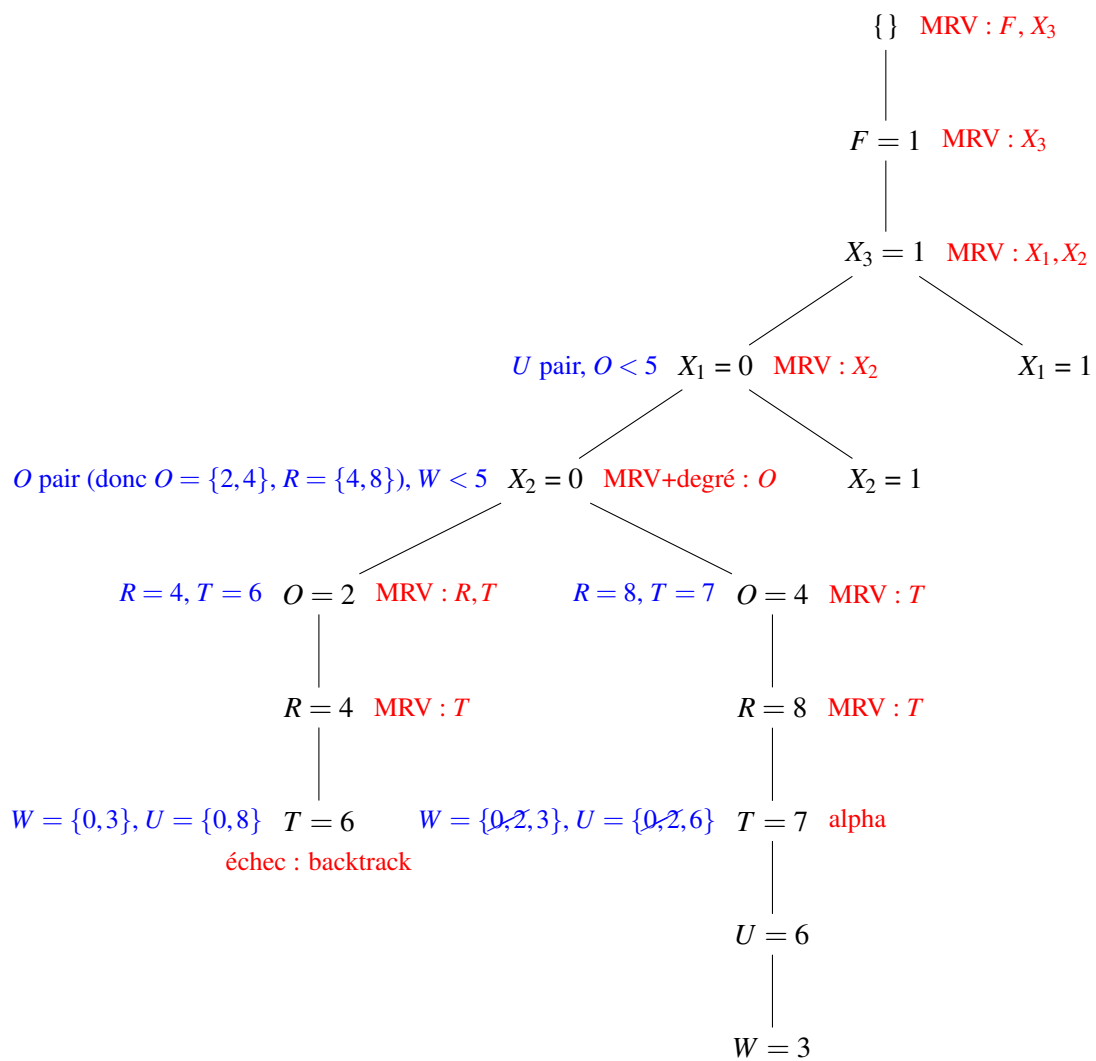 {} MRV : F, X3
F = 1 MRV : X3
X3 = 1 MRV : X1, X2
U pair, O < 5 X1 = 0 MRV : X2 X1 = 1
O pair (donc O = {2,4}, R = {4,8}), W < 5 X2 = 0 MRV+degré : O X2 = 1
R = 4, T = 6 O = 2 MRV : R, T R = 8, T = 7 O = 4 MRV : T
R = 4 MRV : T R = 8 MRV : T
W = {0,3}, U = {0,8} T = 6 W = {0,2,3}, U = {0,2,6} T = 7 alpha
échec : backtrack
U = 6
W = 3